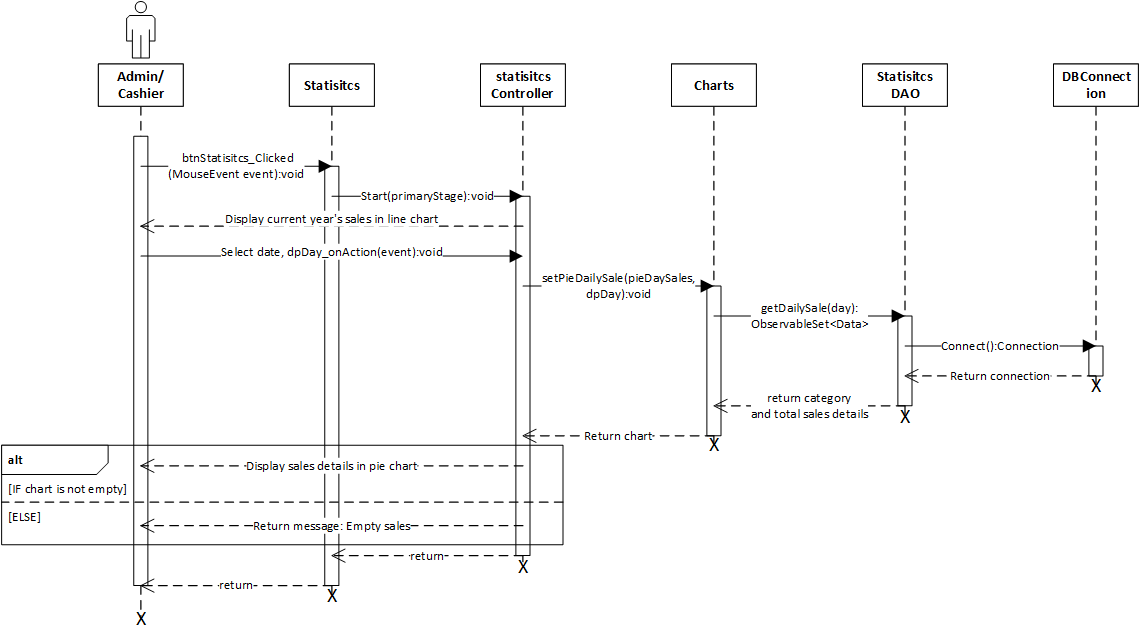 Admin/
Cashier
Statisitcs
statisitcs
Controller
Charts
Statisitcs
DAO
DBConnect
ion
btnStatisitcs_Clicked
(MouseEvent event):void
Start(primaryStage):void
Display current year's sales in line chart
Select date, dpDay_onAction(event):void
setPieDailySale(pieDaySales,
dpDay):void
getDailySale(day):
ObservableSet<Data>
Connect():Connection
Return connection
return category
and total sales details
Return chart
alt
Display sales details in pie chart
[IF chart is not empty]
[ELSE]
Return message: Empty sales
return
return
X
X
X
X
X
X